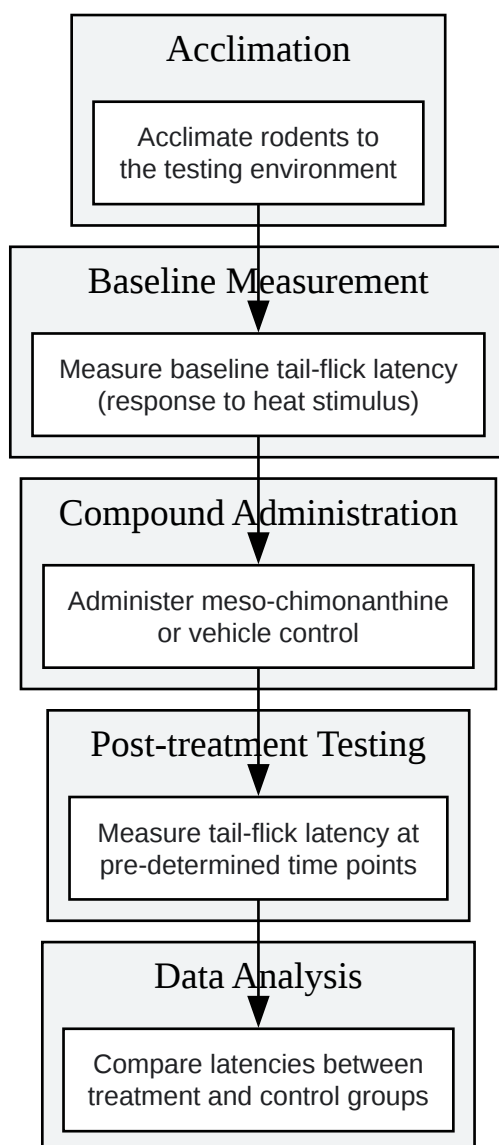 Acclimation
Acclimate rodents to
the testing environment
Baseline Measurement
Measure baseline tail-flick latency
(response to heat stimulus)
Compound Administration
Administer meso-chimonanthine
or vehicle control
Post-treatment Testing
Measure tail-flick latency at
pre-determined time points
Data Analysis
Compare latencies between
treatment and control groups